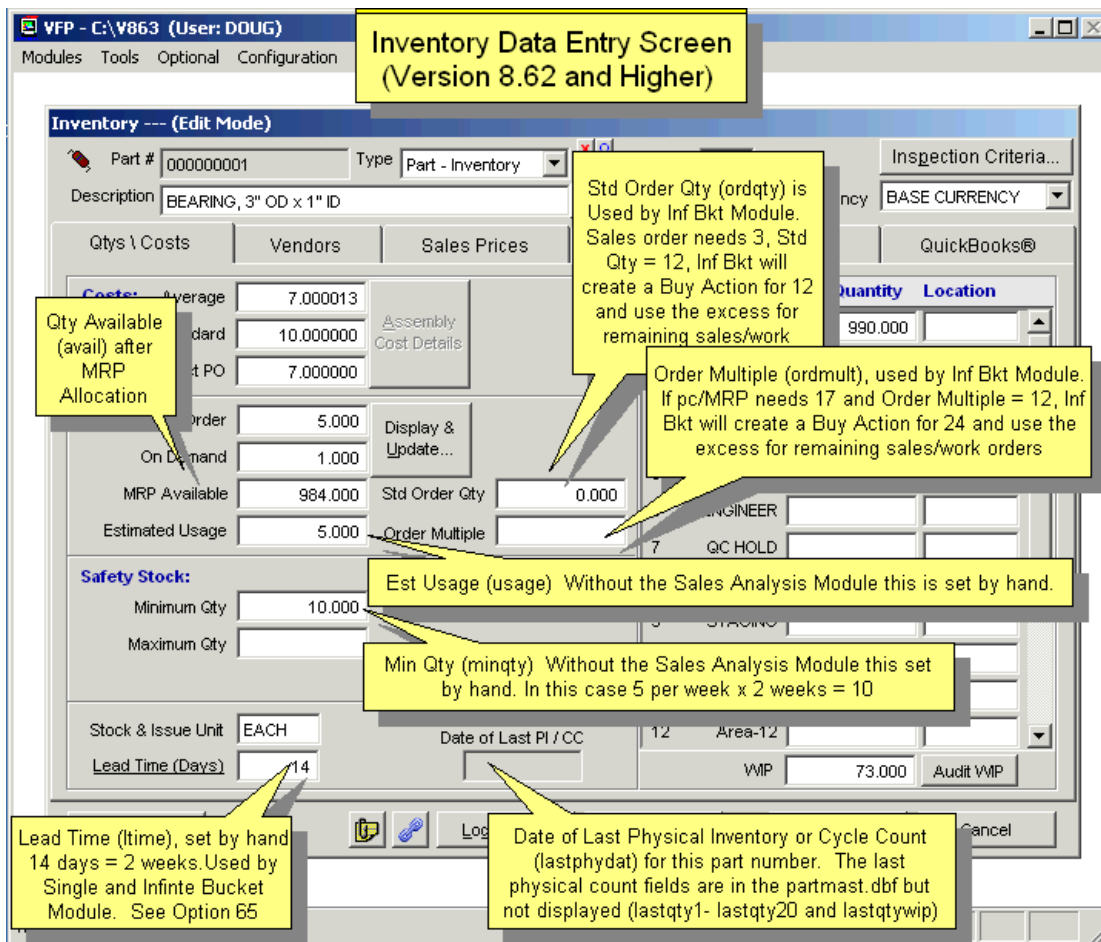 VFP - C:\V863 (User: DOUG)
Modules Tools Optional Configuration
Inventory Data Entry Screen
(Version 8.62 and Higher)
Inventory --- (Edit Mode)
Part # 000000001 Type Part - Inventory
Inspection Criteria...
Description BEARING, 3" OD x 1" ID
BASE CURRENCY
Qtys \ Costs Vendors Sales Prices QuickBooks®
Std Order Qty (ordqty) is
Used by Inf Bkt Module.
Sales order needs 3, Std
Qty = 12, Inf Bkt will
create a Buy Action for 12
and use the excess for
remaining sales/work
Costs: Average 7.000013
10.000000
PO 7.000000
Assembly
Cost Details
Quantity Location
990.000
Qty Available
(avail) after
MRP
Allocation
Order Multiple (ordmult), used by Inf Bkt Module.
If pc/MRP needs 17 and Order Multiple = 12, Inf
Bkt will create a Buy Action for 24 and use the
excess for remaining sales/work orders
Order 5.000
Display &
Update...
On Demand 1.000
MRP Available 984.000 Std Order Qty 0.000
Estimated Usage 5.000 Order Multiple
ENGINEER
7 QC HOLD
Est Usage (usage) Without the Sales Analysis Module this is set by hand.
Safety Stock:
Minimum Qty 10.000
STAGING
Maximum Qty
Min Qty (minqty) Without the Sales Analysis Module this set
by hand. In this case 5 per week x 2 weeks = 10
Stock & Issue Unit EACH
Date of Last PI / CC
12 Area-12
Lead Time (Days) 14
WIP 73.000 Audit WIP
Cancel
Lead Time (ltime), set by hand
14 days = 2 weeks.Used by
Single and Infinte Bucket
Module. See Option 65
Date of Last Physical Inventory or Cycle Count
(lastphydat) for this part number. The last
physical count fields are in the partmast.dbf but
not displayed (lastqty1- lastqty20 and lastqtywip)